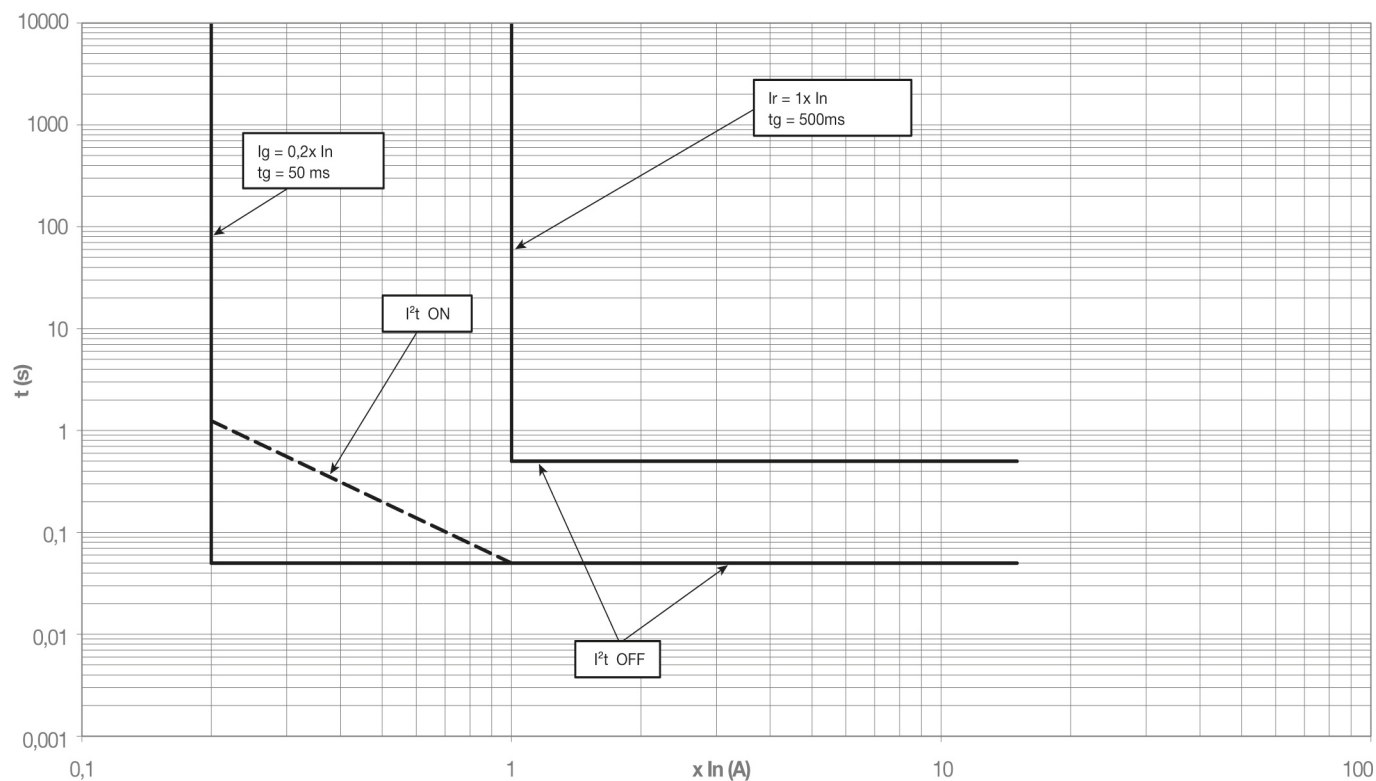 10000
1000
100
10
1
0,1
0,01
0,001
t (s)
Ig = 0,2x In
tg = 50 ms
Ir = 1x In
tg = 500ms
I²t ON
I²t OFF
0,1
1
x In (A)
10
100